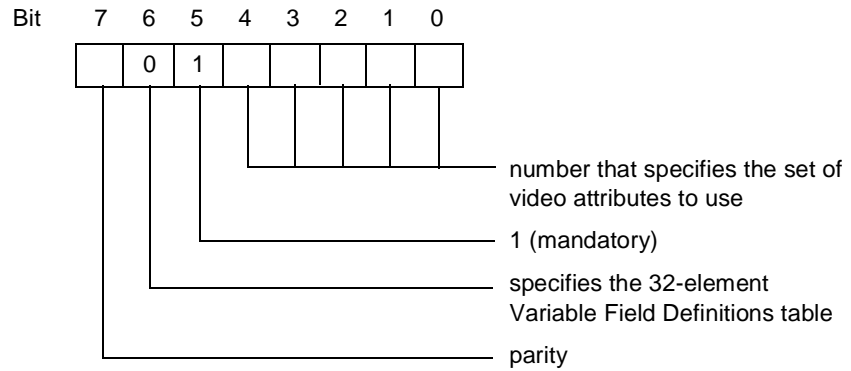 Bit 7 6 5 4 3 2 1 0
0 1
number that specifies the set of
video attributes to use
1 (mandatory)
specifies the 32-element
Variable Field Definitions table
parity